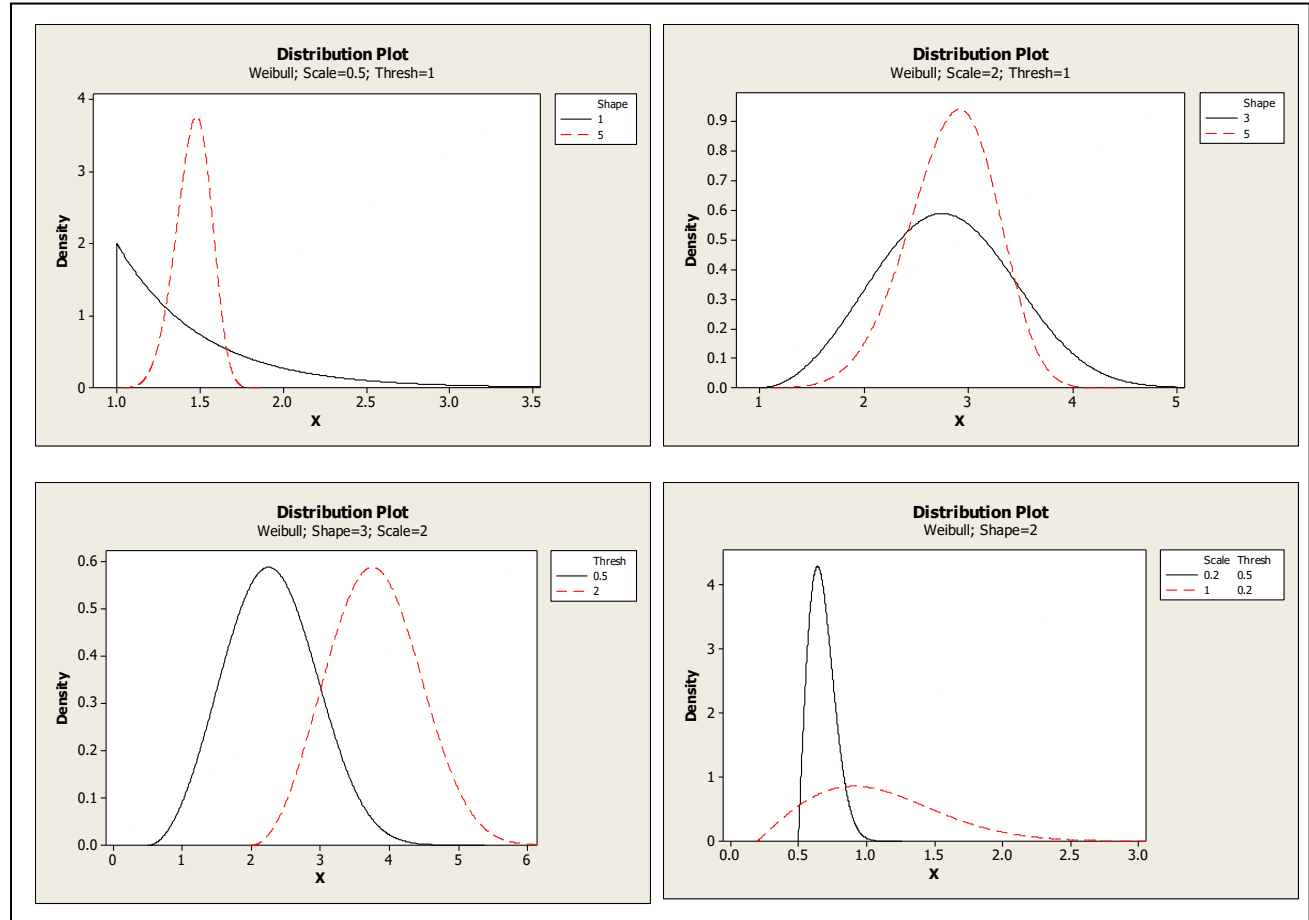 Distribution Plot
Weibull; Scale=0.5; Thresh=1
4
3
2
1
0
Density
1.0 1.5 2.0 2.5 3.0 3.5
X
Shape
1
5
Distribution Plot
Weibull; Scale=2; Thresh=1
0.9
0.8
0.7
0.6
0.5
0.4
0.3
0.2
0.1
0.0
Density
1 2 3 4 5
X
Shape
3
5
Distribution Plot
Weibull; Shape=3; Scale=2
0.6
0.5
0.4
0.3
0.2
0.1
0.0
Density
0 1 2 3 4 5 6
X
Thresh
0.5
2
Distribution Plot
Weibull; Shape=2
4
3
2
1
0
Density
0.0 0.5 1.0 1.5 2.0 2.5 3.0
X
Scale Thresh
0.2 0.5
1 0.2